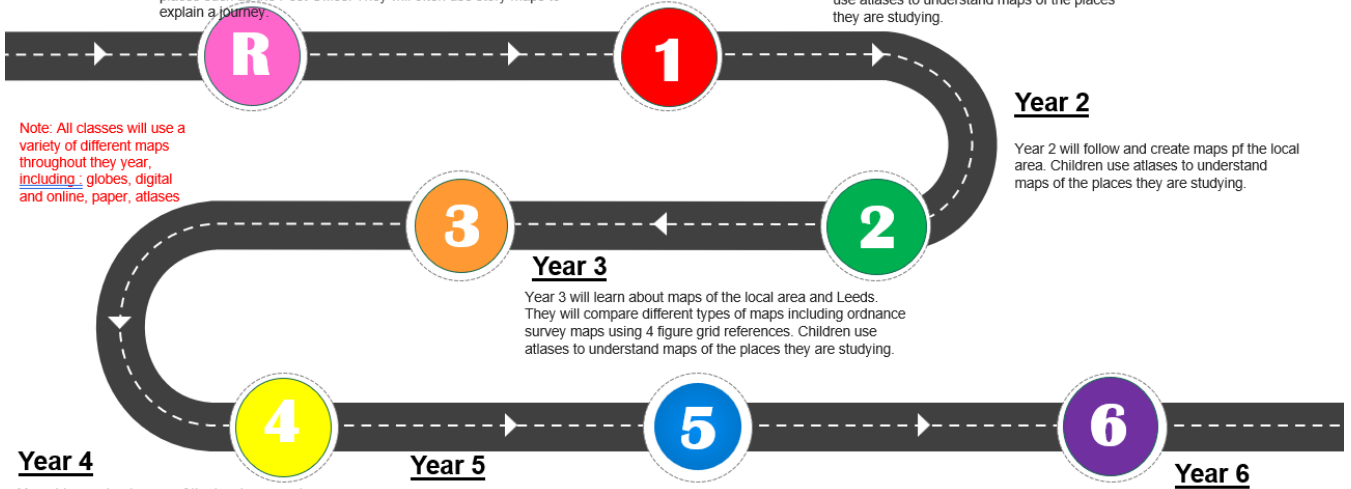 explain a journey.
use atlases to understand maps of the places
they are studying.
R
1
Year 2
Year 2 will follow and create maps pf the local
area. Children use atlases to understand
maps of the places they are studying.
Note: All classes will use a
variety of different maps
throughout they year,
including : globes, digital
and online, paper, atlases
3
2
Year 3
Year 3 will learn about maps of the local area and Leeds.
They will compare different types of maps including ordnance
survey maps using 4 figure grid references. Children use
atlases to understand maps of the places they are studying.
4
5
6
Year 4
Year 5
Year 6